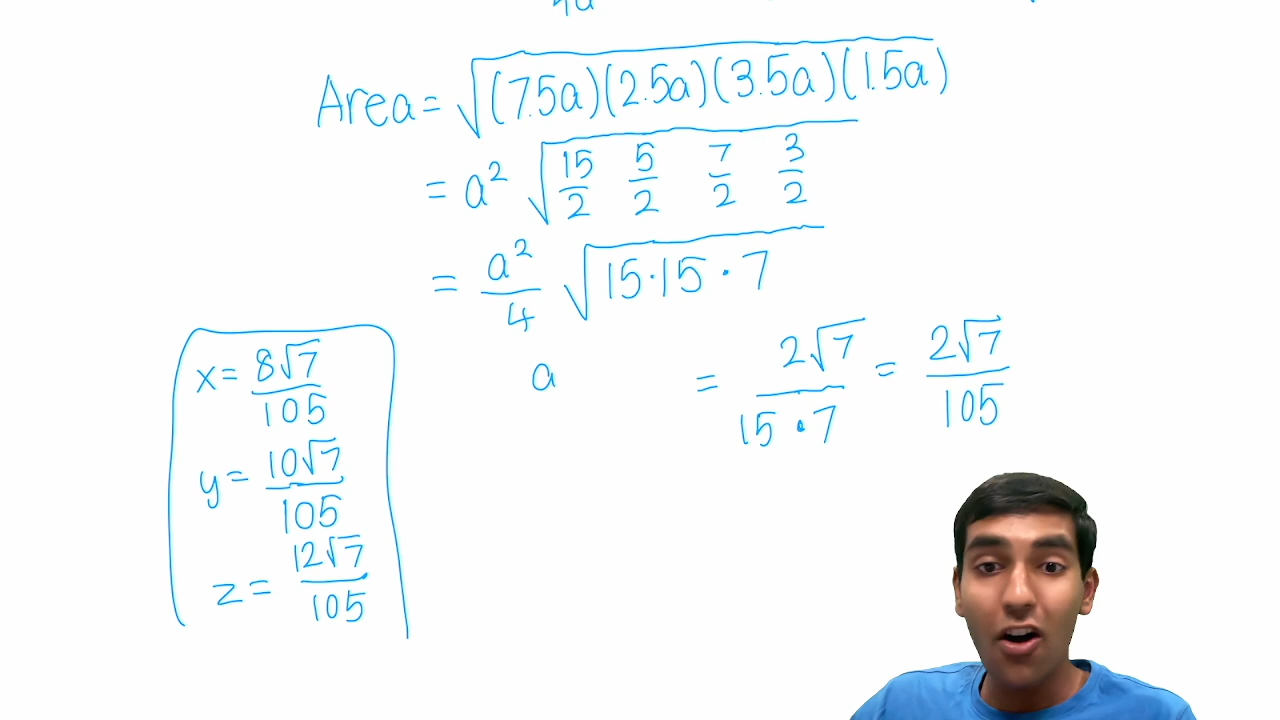 4a
Area = √(7.5a)(2.5a)(3.5a)(1.5a)
= a² √15/2 5/2 7/2 3/2
= a²/4 √15·15·7
a = 2√7/15·7 = 2√7/105
x = 8√7/105
y = 10√7/105
z = 12√7/105